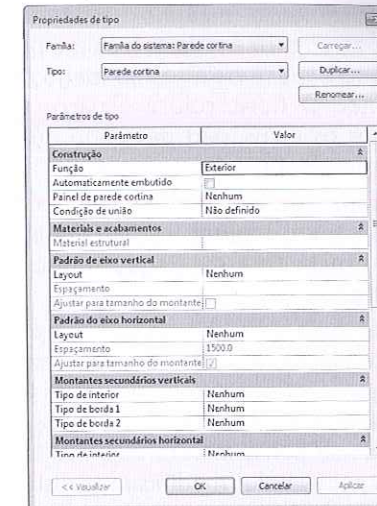 Propriedades de tipo
Família: Família do sistema: Parede cortina Carregar...
Tipo: Parede cortina Duplicar...
Renomear...
Parâmetros de tipo
Parâmetro Valor
Construção
Função Exterior
Automaticamente embutido
Painel de parede cortina Nenhum
Condição de união Não definido
Materiais e acabamentos
Material estrutural
Padrão de eixo vertical
Layout Nenhum
Espaçamento
Ajustar para tamanho do montante
Padrão do eixo horizontal
Layout Nenhum
Espaçamento 1500.0
Ajustar para tamanho do montante
Montantes secundários verticais
Tipo de interior Nenhum
Tipo de borda 1 Nenhum
Tipo de borda 2 Nenhum
Montantes secundários horizontal
Tipo de interior Nenhum
<< Visualizar OK Cancelar Aplicar